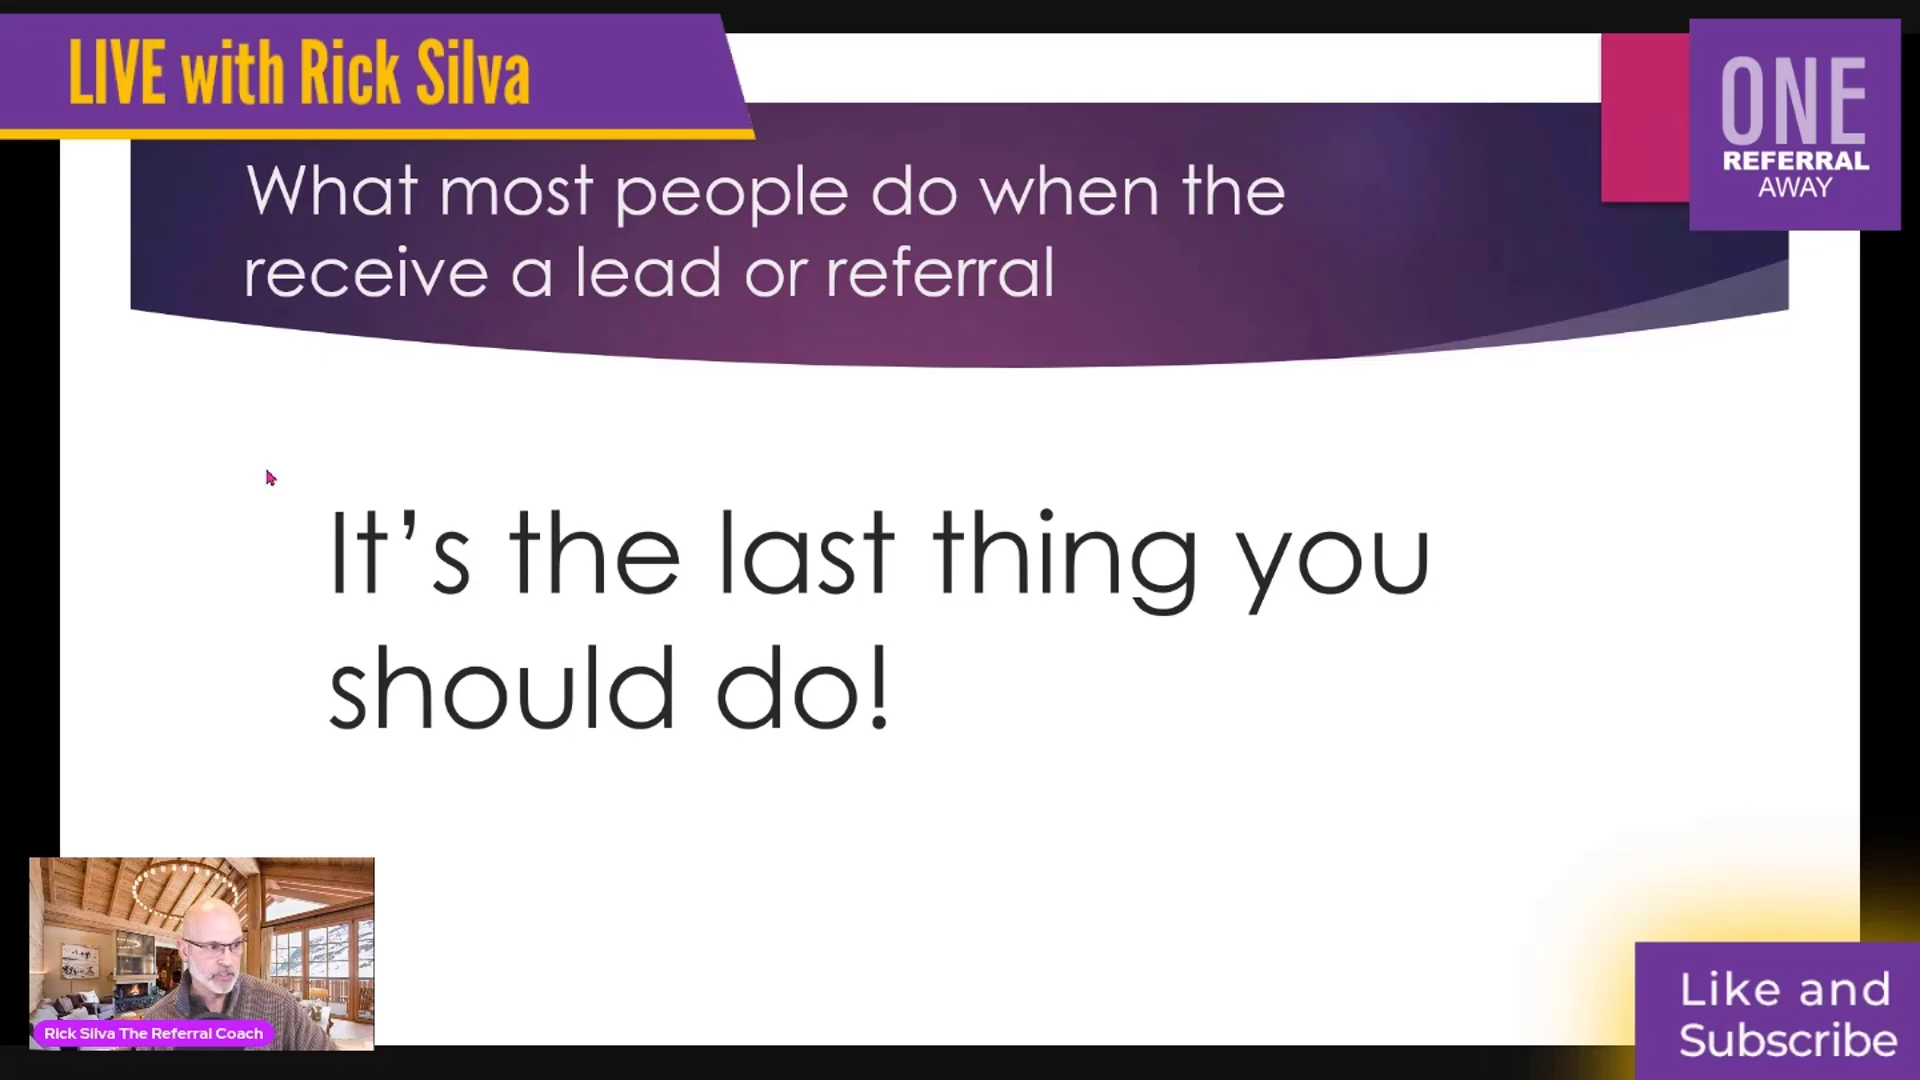 LIVE with Rick Silva
ONE
REFERRAL
AWAY
What most people do when the
receive a lead or referral
It’s the last thing you
should do!
Rick Silva The Referral Coach
Like and
Subscribe